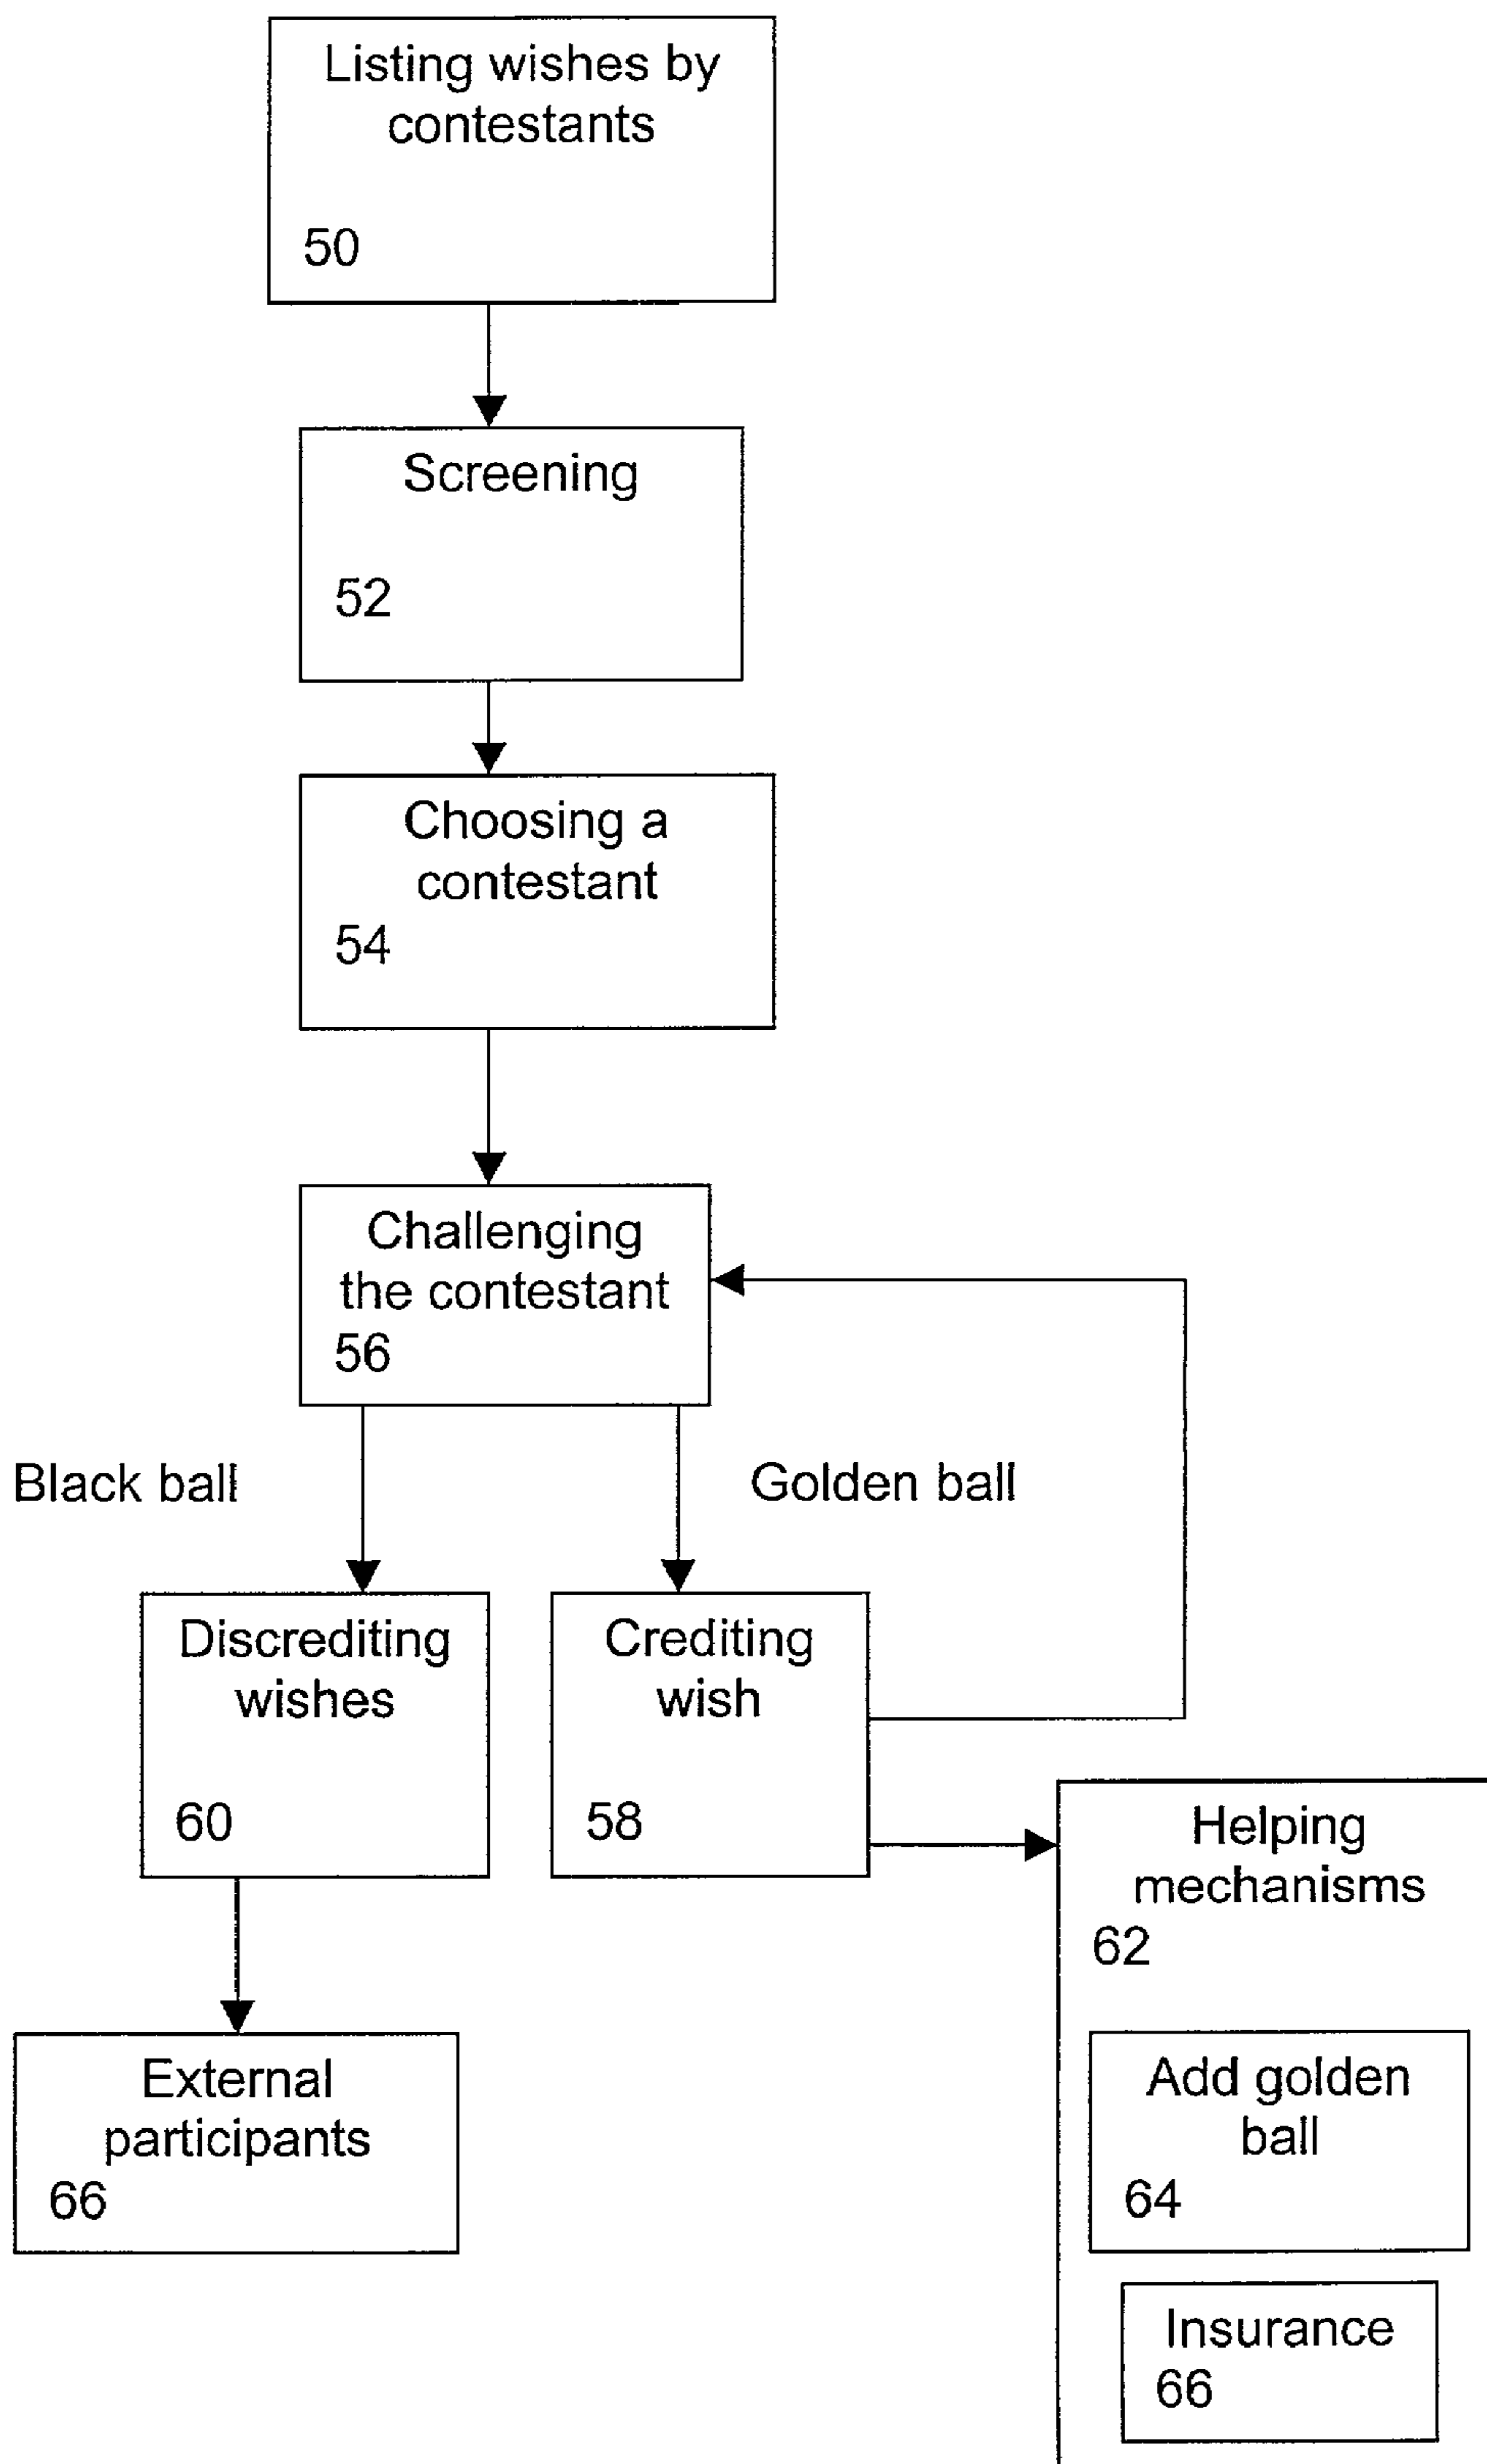 Listing wishes by
contestants
50
Screening
52
Choosing a
contestant
54
Challenging
the contestant
56
Black ball
Golden ball
Discrediting
wishes
60
Crediting
wish
58
Helping
mechanisms
62
External
participants
66
Add golden
ball
64
Insurance
66